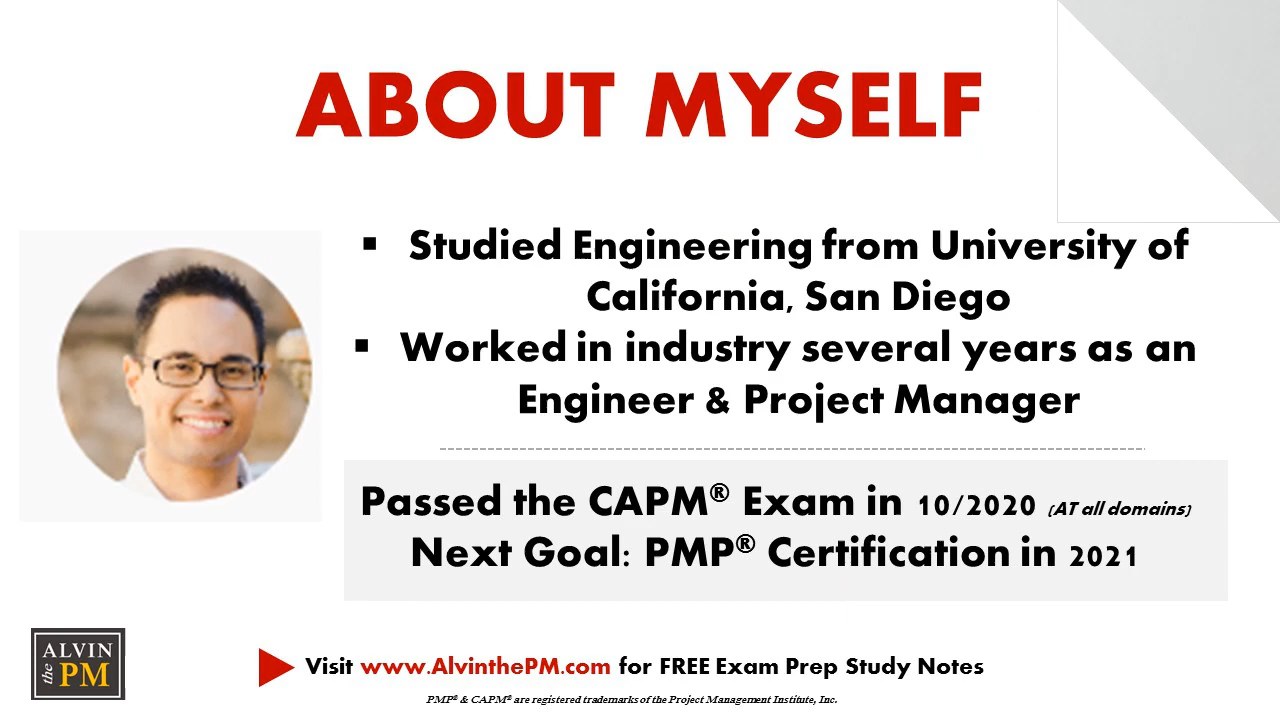 ABOUT MYSELF
▪ Studied Engineering from University of
California, San Diego
▪ Worked in industry several years as an
Engineer & Project Manager
Passed the CAPM® Exam in 10/2020 (AT all domains)
Next Goal: PMP® Certification in 2021
ALVIN
the PM
Visit www.AlvinthePM.com for FREE Exam Prep Study Notes
PMP® & CAPM® are registered trademarks of the Project Management Institute, Inc.